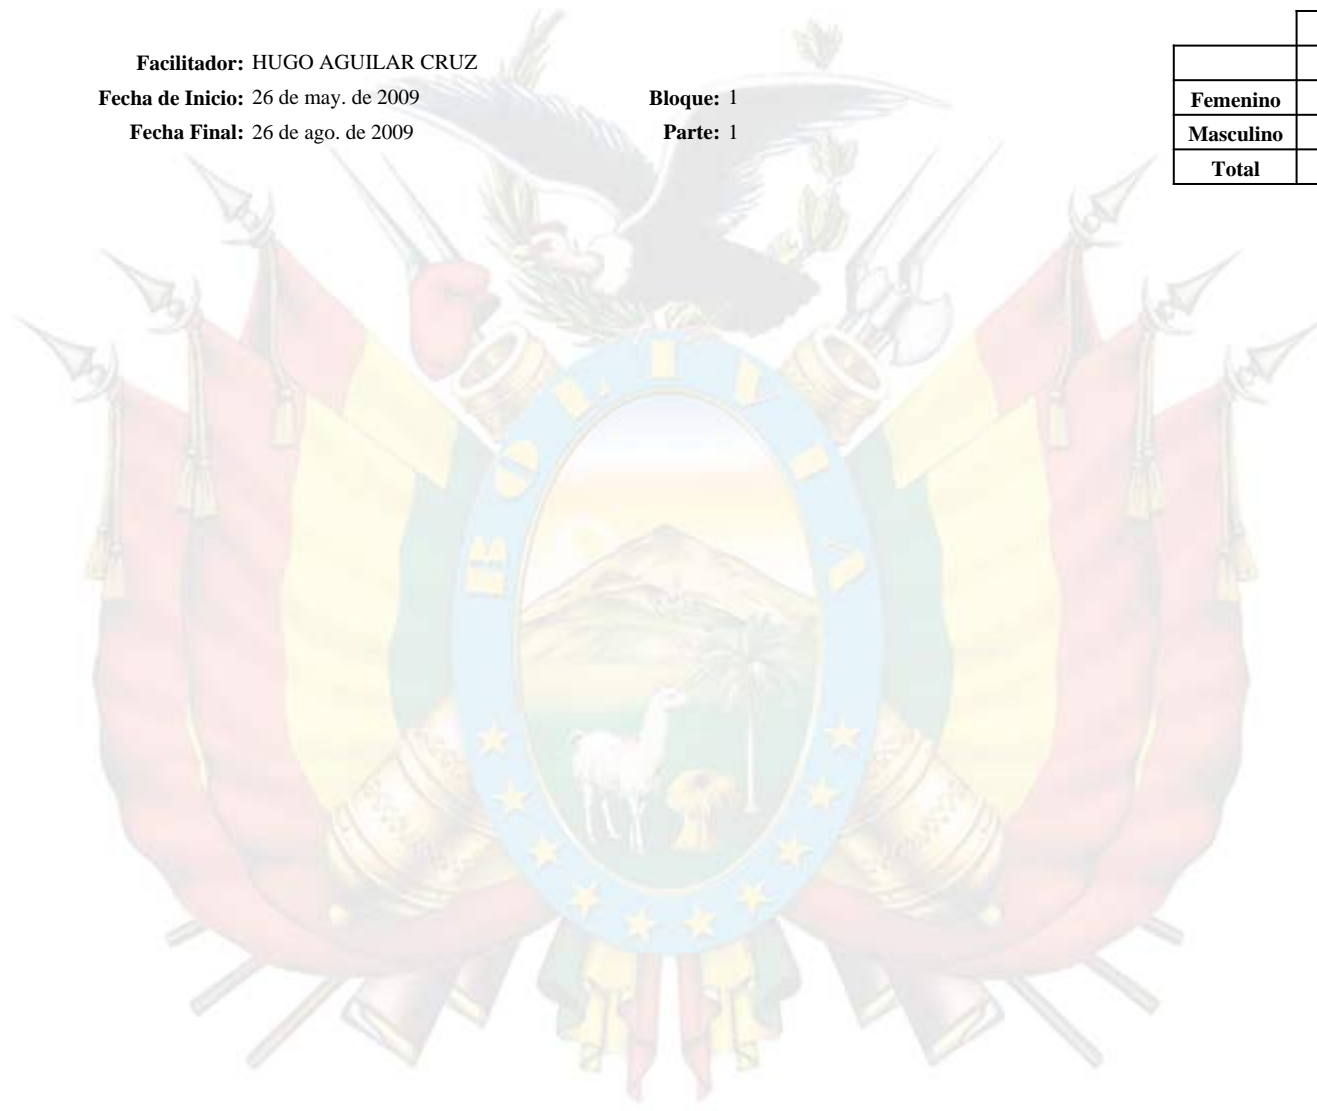 Facilitador: HUGO AGUILAR CRUZ
Fecha de Inicio: 26 de may. de 2009 Bloque: 1
Fecha Final: 26 de ago. de 2009 Parte: 1
Femenino
Masculino
Total
BOLIVIA